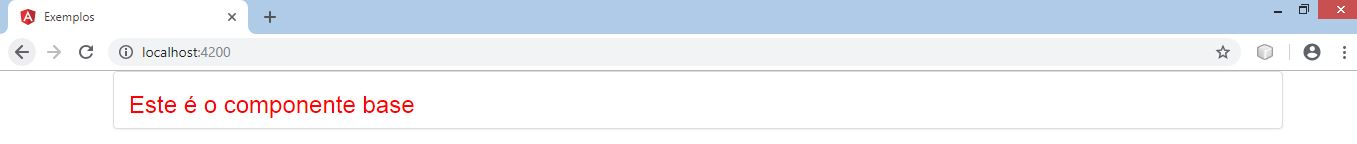 Exemplos
localhost:4200
Este é o componente base